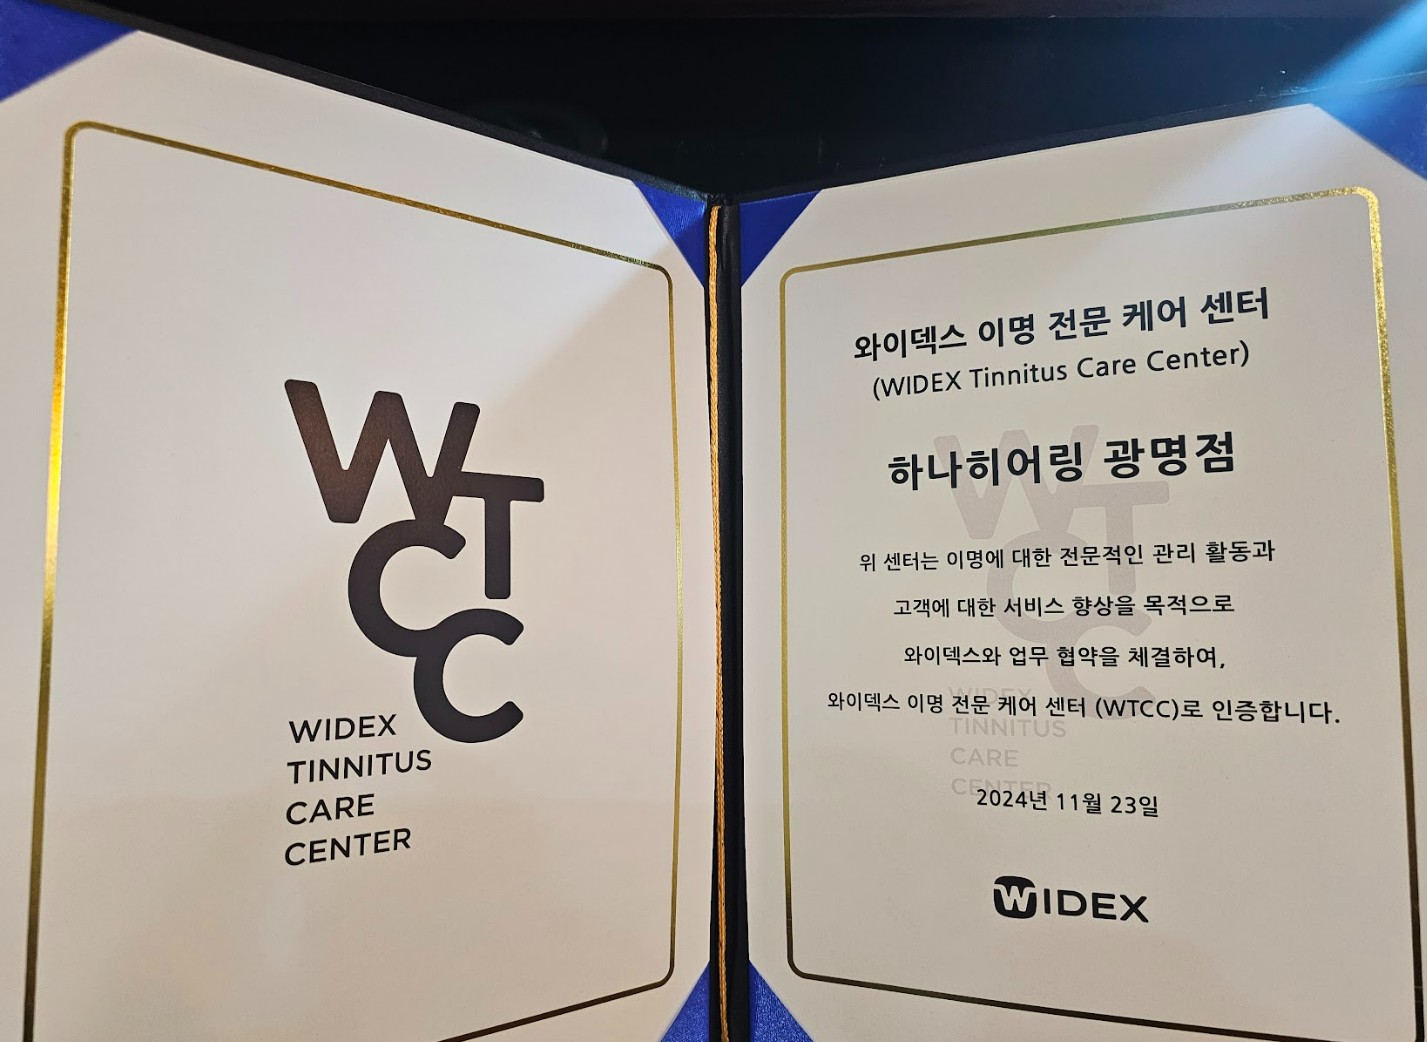 WTCC
WIDEX
TINNITUS
CARE
CENTER
와이덱스 이명 전문 케어 센터
(WIDEX Tinnitus Care Center)
하나히어링 광명점
위 센터는 이명에 대한 전문적인 관리 활동과
고객에 대한 서비스 향상을 목적으로
와이덱스와 업무 협약을 체결하여,
와이덱스 이명 전문 케어 센터 (WTCC)로 인증합니다.
WTCC
WIDEX
TINNITUS
CARE
CENTER
2024년 11월 23일
WIDEX